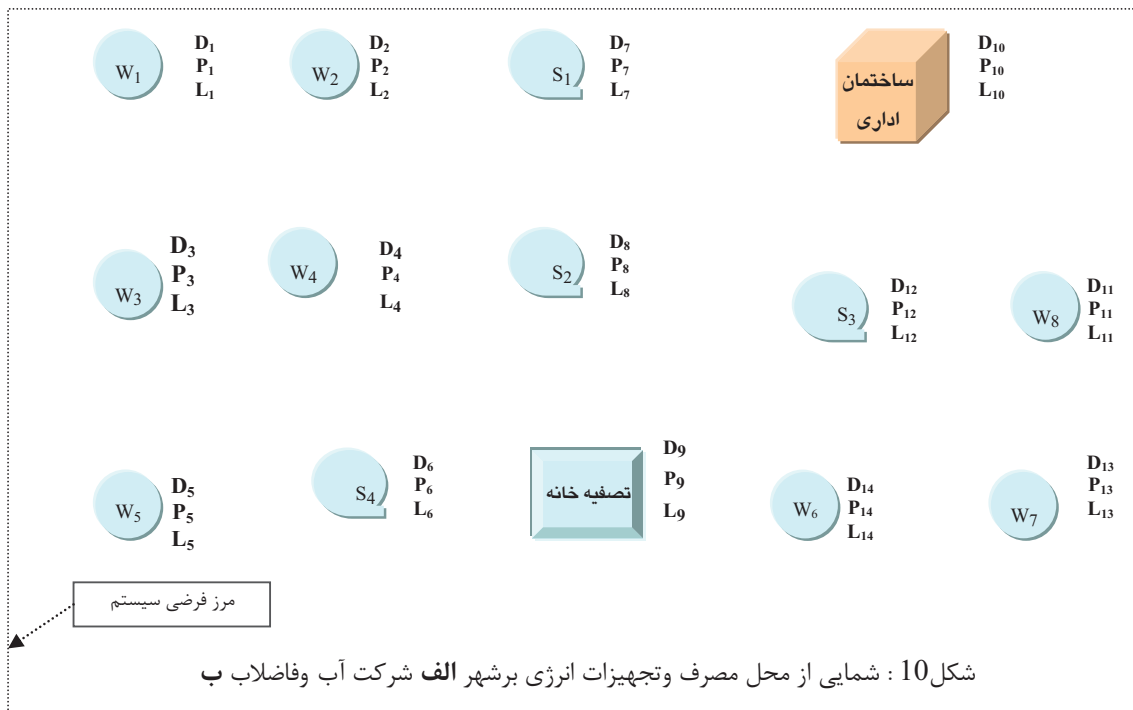 W₁ D₁
P₁
L₁
W₂ D₂
P₂
L₂
S₁ D₇
P₇
L₇
ساختمان
اداری
D₁₀
P₁₀
L₁₀
W₃ D₃
P₃
L₃
W₄ D₄
P₄
L₄
S₂ D₈
P₈
L₈
S₃ D₁₂
P₁₂
L₁₂
W₈ D₁₁
P₁₁
L₁₁
W₅ D₅
P₅
L₅
S₄ D₆
P₆
L₆
تصفیه خانه
D₉
P₉
L₉
W₆ D₁₄
P₁₄
L₁₄
W₇ D₁₃
P₁₃
L₁₃
مرز فرضی سیستم
شکل10 : شمایی از محل مصرف وتجهیزات انرژی برشهر الف شرکت آب وفاضلاب ب